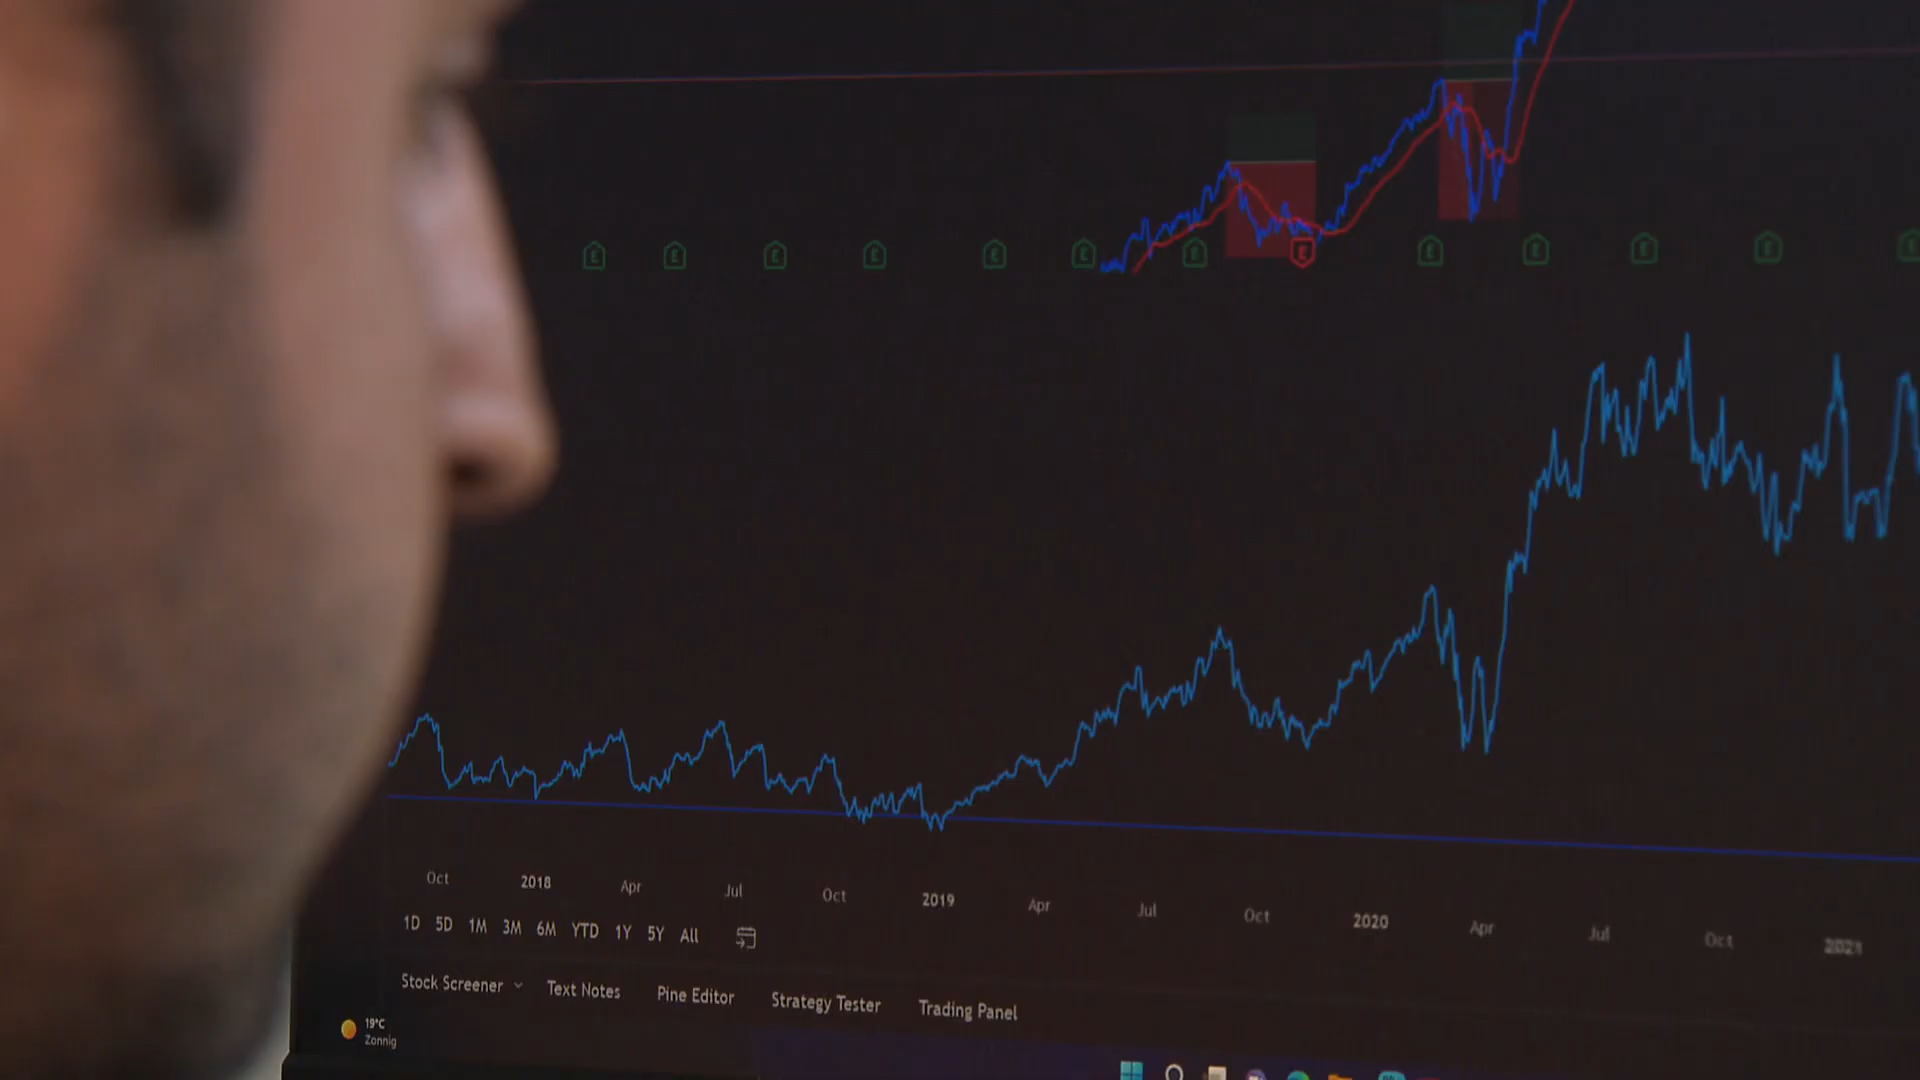 E E E E E E E E E E E E E
Oct 2018 Apr Jul Oct 2019 Apr Jul Oct 2020 Apr Jul Oct 2021
1D 5D 1M 3M 6M YTD 1Y 5Y All
Stock Screener Text Notes Pine Editor Strategy Tester Trading Panel
19°C
Zonnig